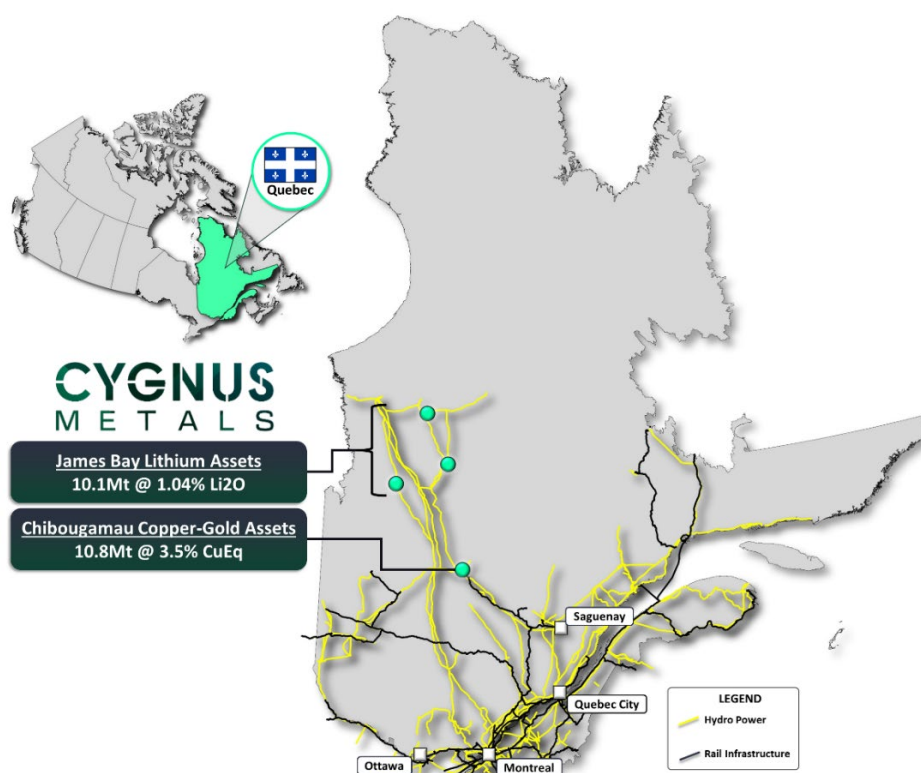 Quebec
CYGNUS
METALS
James Bay Lithium Assets
10.1Mt @ 1.04% Li2O
Chibougamau Copper-Gold Assets
10.8Mt @ 3.5% CuEq
Saguenay
Quebec City
Ottawa
Montreal
LEGEND
Hydro Power
Rail Infrastructure